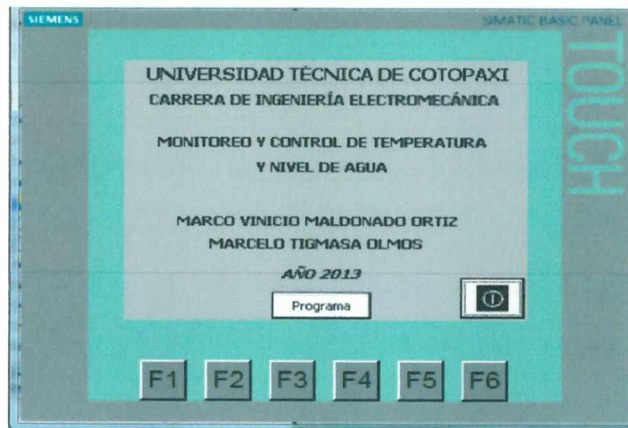 SIEMENS
SIMATIC BASIC PANEL
TOUCH
UNIVERSIDAD TÉCNICA DE COTOPAXI
CARRERA DE INGENIERÍA ELECTROMECÁNICA
MONITOREO Y CONTROL DE TEMPERATURA
Y NIVEL DE AGUA
MARCO VINICIO MALDONADO ORTIZ
MARCELO TIGMASA OLMOS
AÑO 2013
Programa
F1 F2 F3 F4 F5 F6